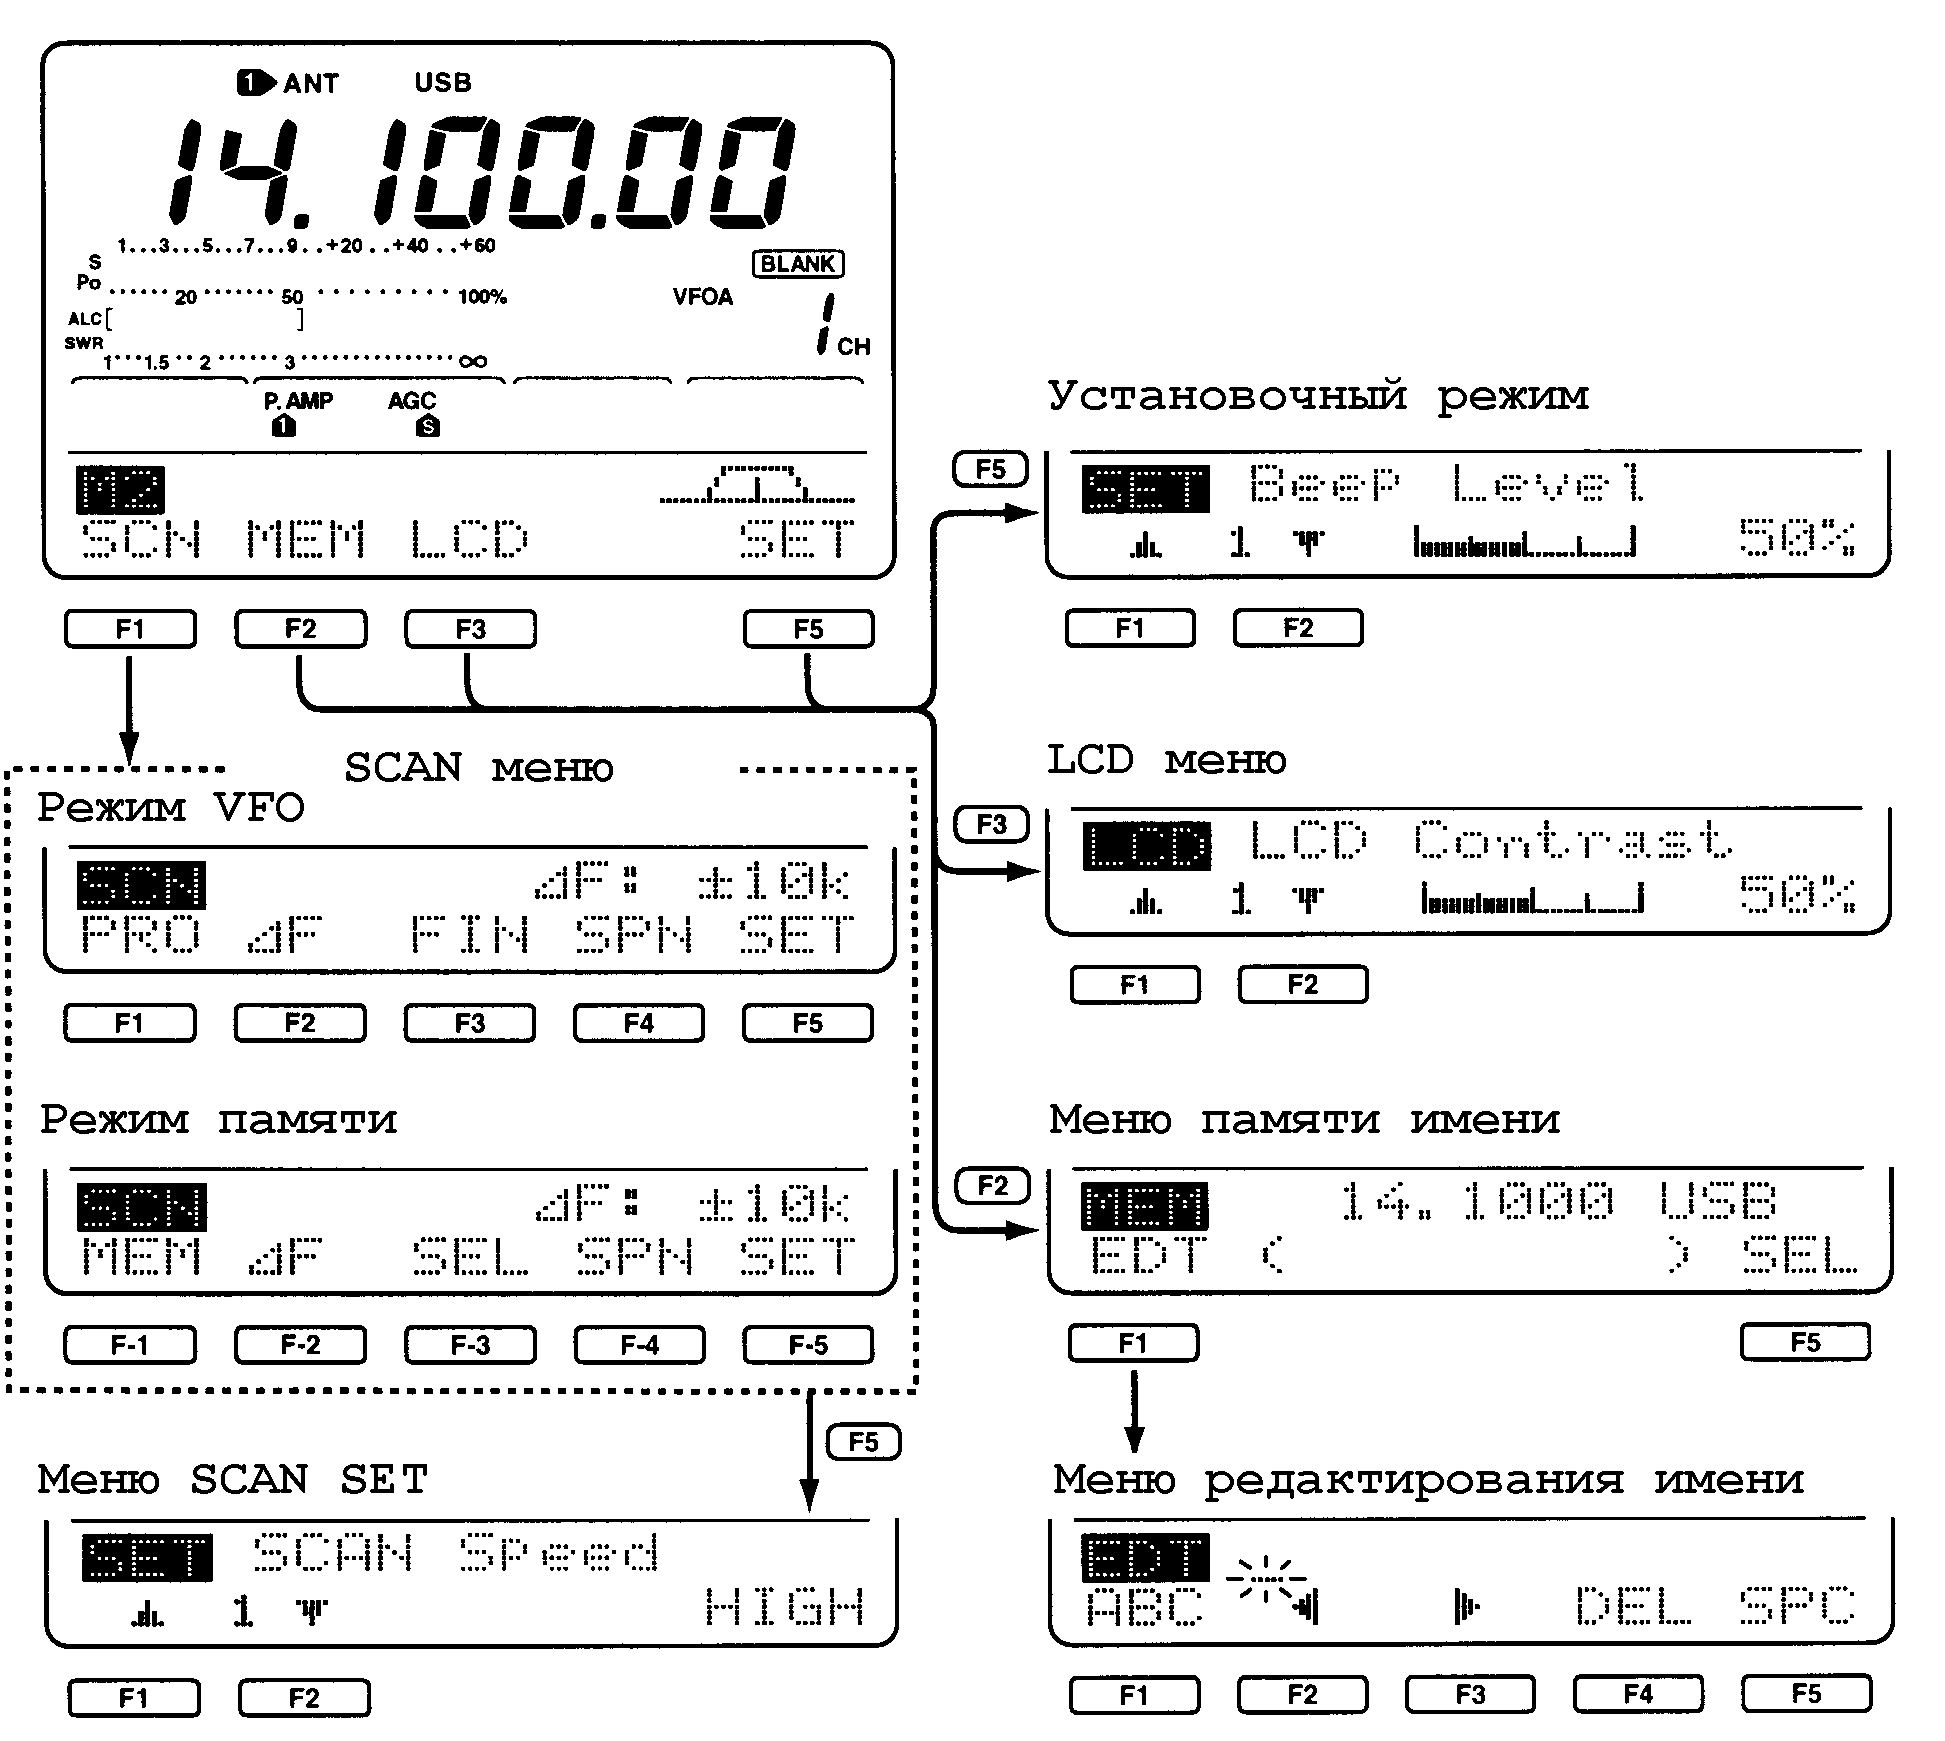 1 ANT USB
14.100.00
S 1...3...5...7...9..+20..+40..+60
Po 20 50 100%
BLANK
VFOA
1 CH
ALC
SWR 1 1.5 2 3 ∞
P.AMP AGC
1 S
M2
SCN MEM LCD SET
F1 F2 F3 F5
Установочный режим
F5
SET Beep Level
1 50%
F1 F2
LCD меню
F3
LCD LCD Contrast
1 50%
F1 F2
SCAN меню
Режим VFO
SCN ⊿F: ±10k
PRO ⊿F FIN SPN SET
F1 F2 F3 F4 F5
Режим памяти
SCN ⊿F: ±10k
MEM ⊿F SEL SPN SET
F-1 F-2 F-3 F-4 F-5
F5
Меню SCAN SET
SET SCAN Speed
1 HIGH
F1 F2
Меню памяти имени
F2
MEM 14.1000 USB
EDT ( ) SEL
F1 F5
Меню редактирования имени
EDT
ABC DEL SPC
F1 F2 F3 F4 F5